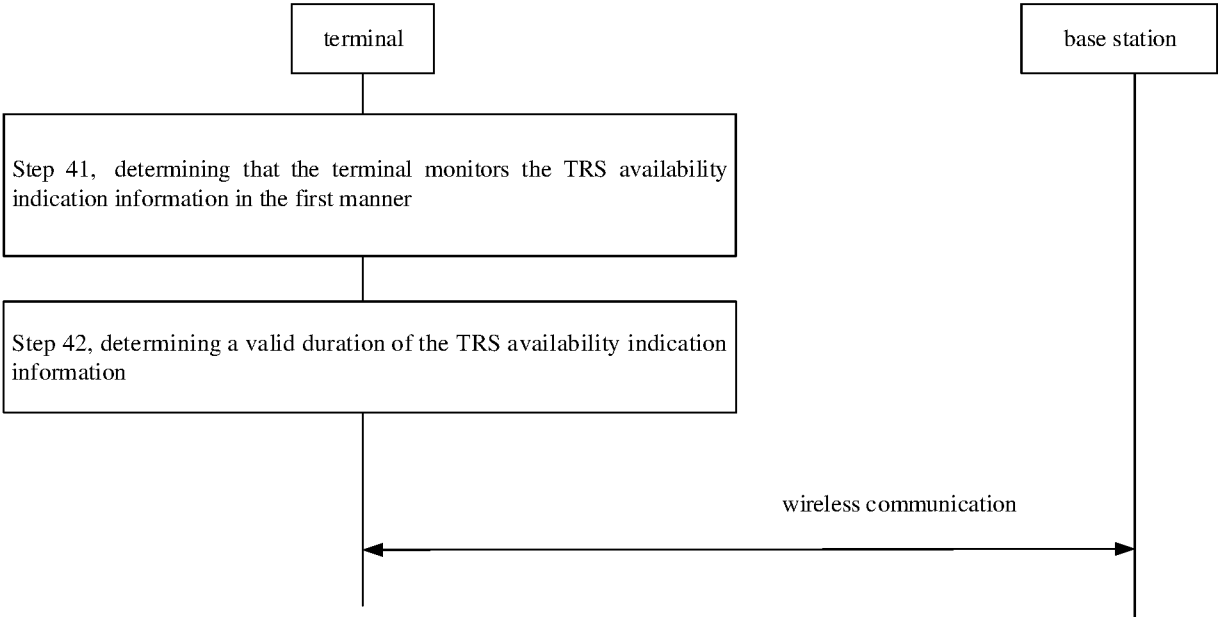 terminal
base station
Step 41, determining that the terminal monitors the TRS availability
indication information in the first manner
Step 42, determining a valid duration of the TRS availability indication
information
wireless communication